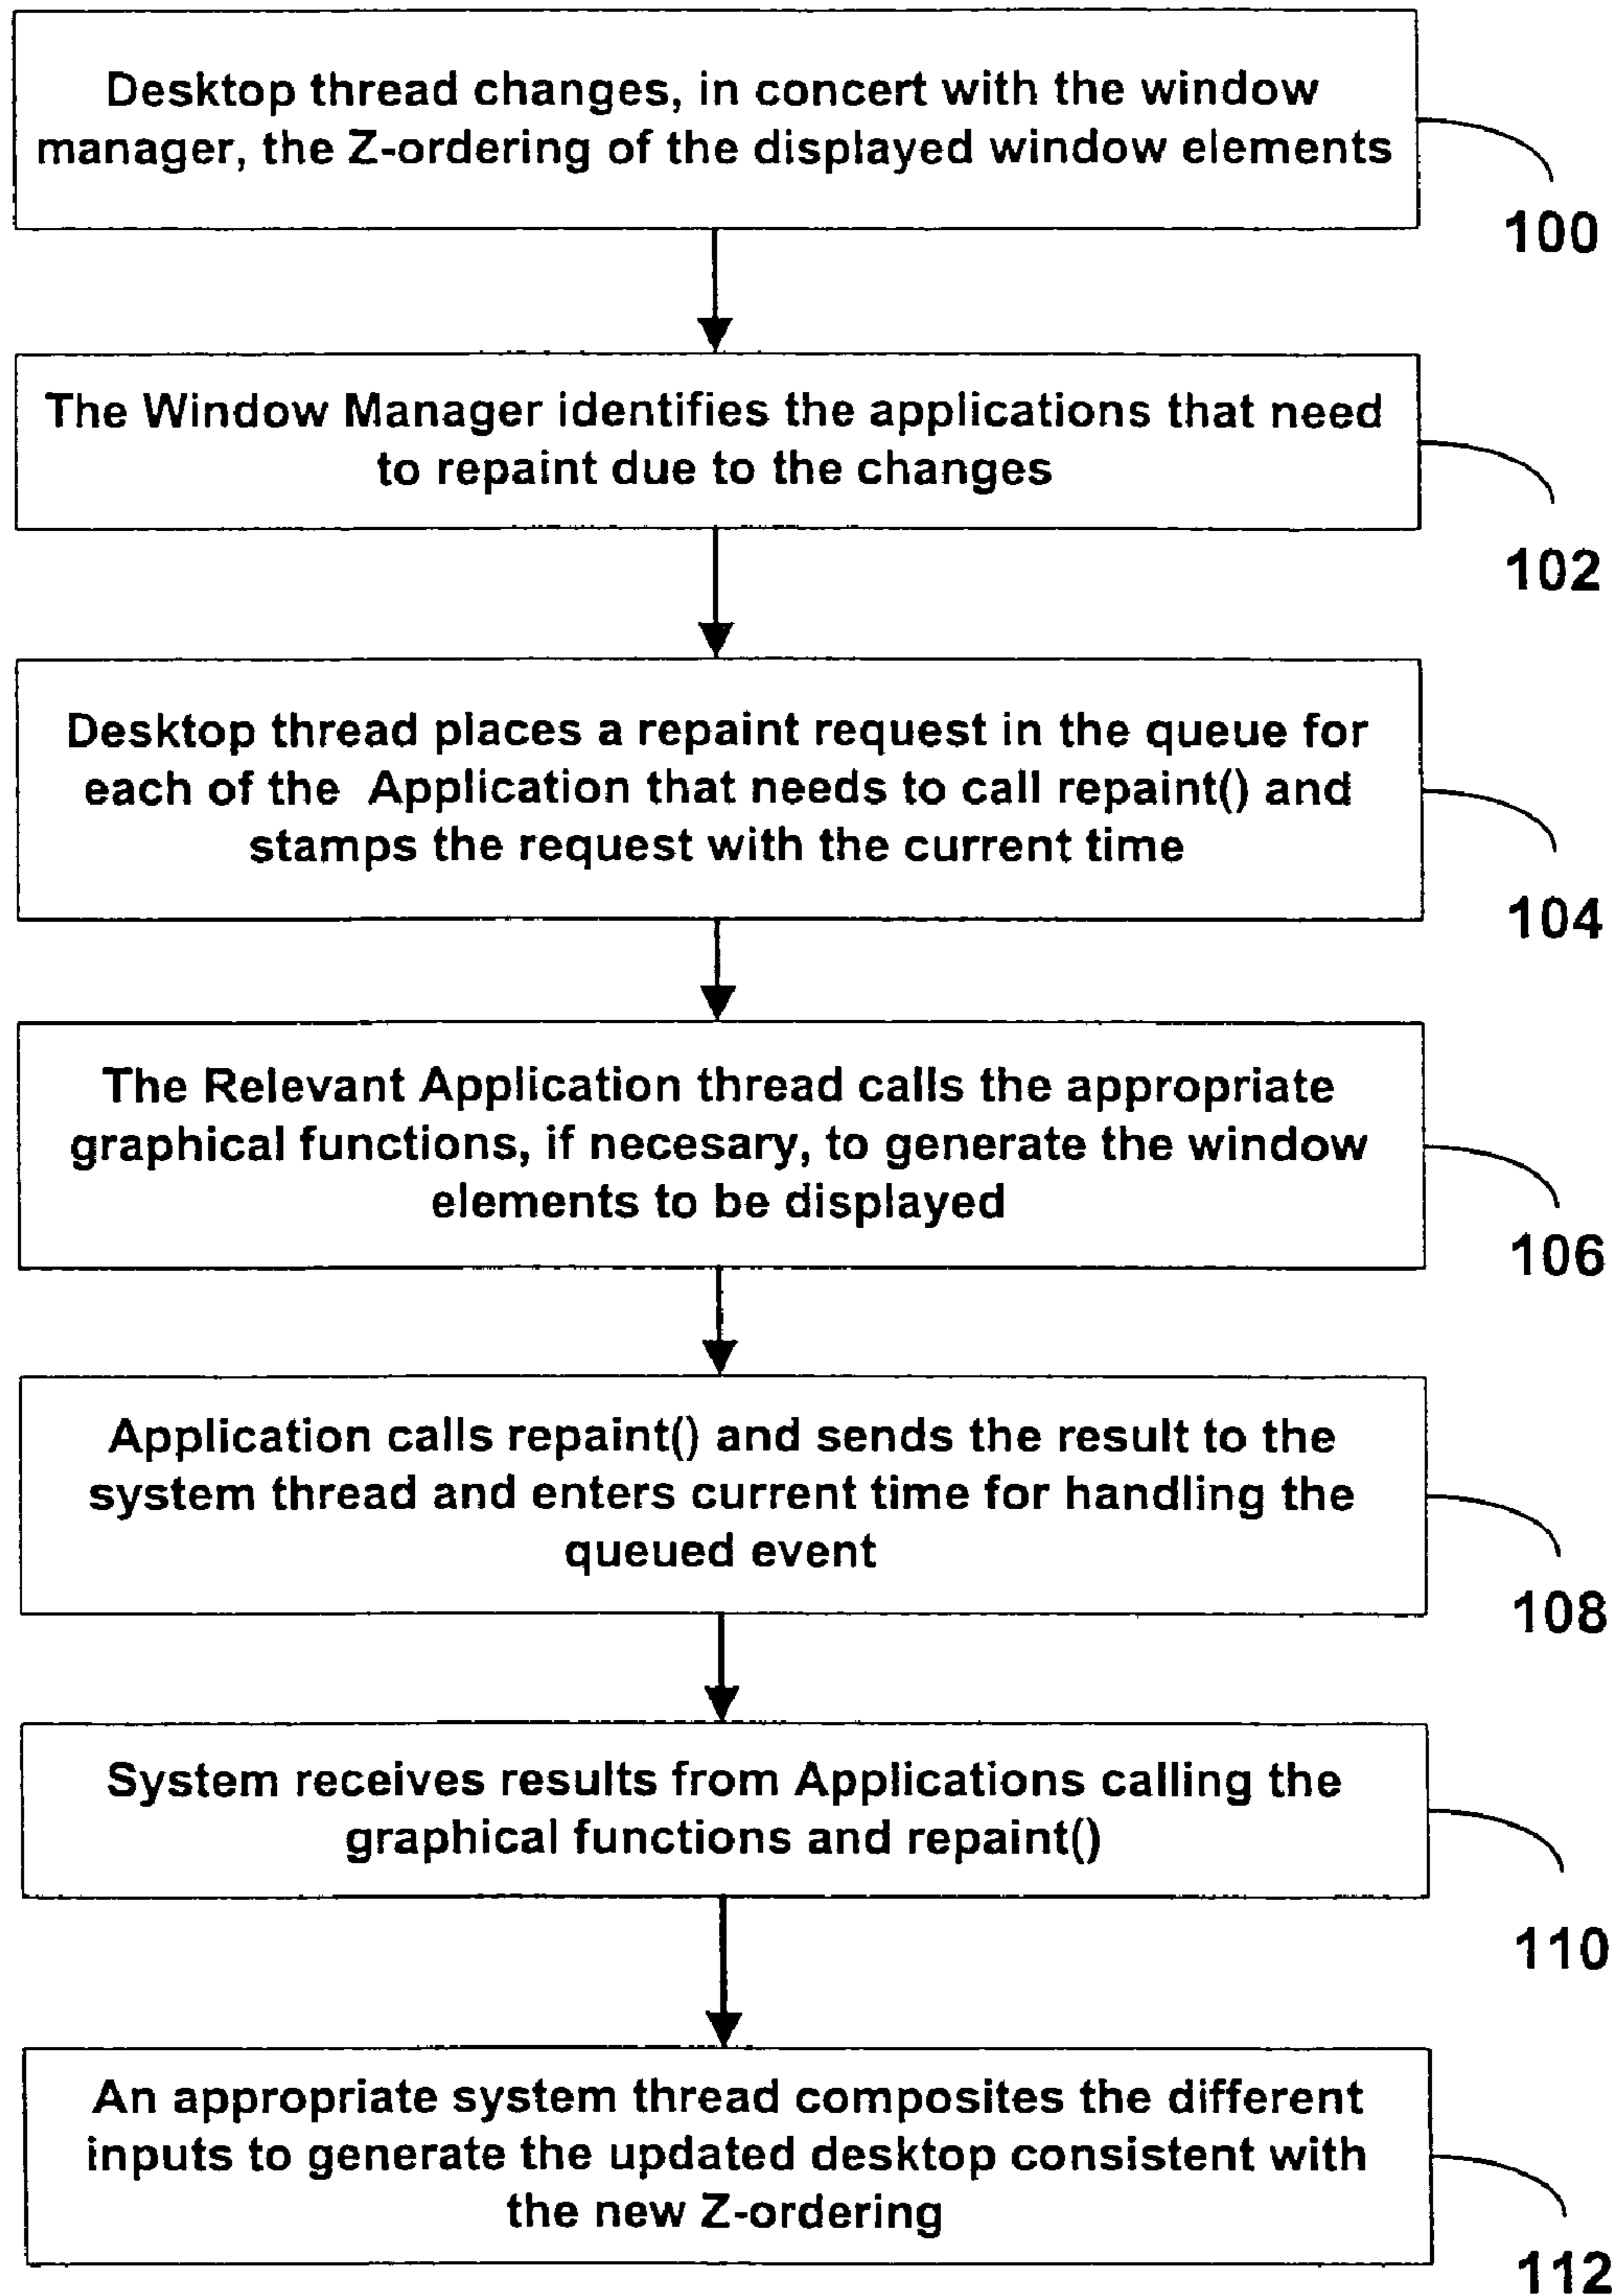 Desktop thread changes, in concert with the window
manager, the Z-ordering of the displayed window elements
100
The Window Manager identifies the applications that need
to repaint due to the changes
102
Desktop thread places a repaint request in the queue for
each of the Application that needs to call repaint() and
stamps the request with the current time
104
The Relevant Application thread calls the appropriate
graphical functions, if necesary, to generate the window
elements to be displayed
106
Application calls repaint() and sends the result to the
system thread and enters current time for handling the
queued event
108
System receives results from Applications calling the
graphical functions and repaint()
110
An appropriate system thread composites the different
inputs to generate the updated desktop consistent with
the new Z-ordering
112